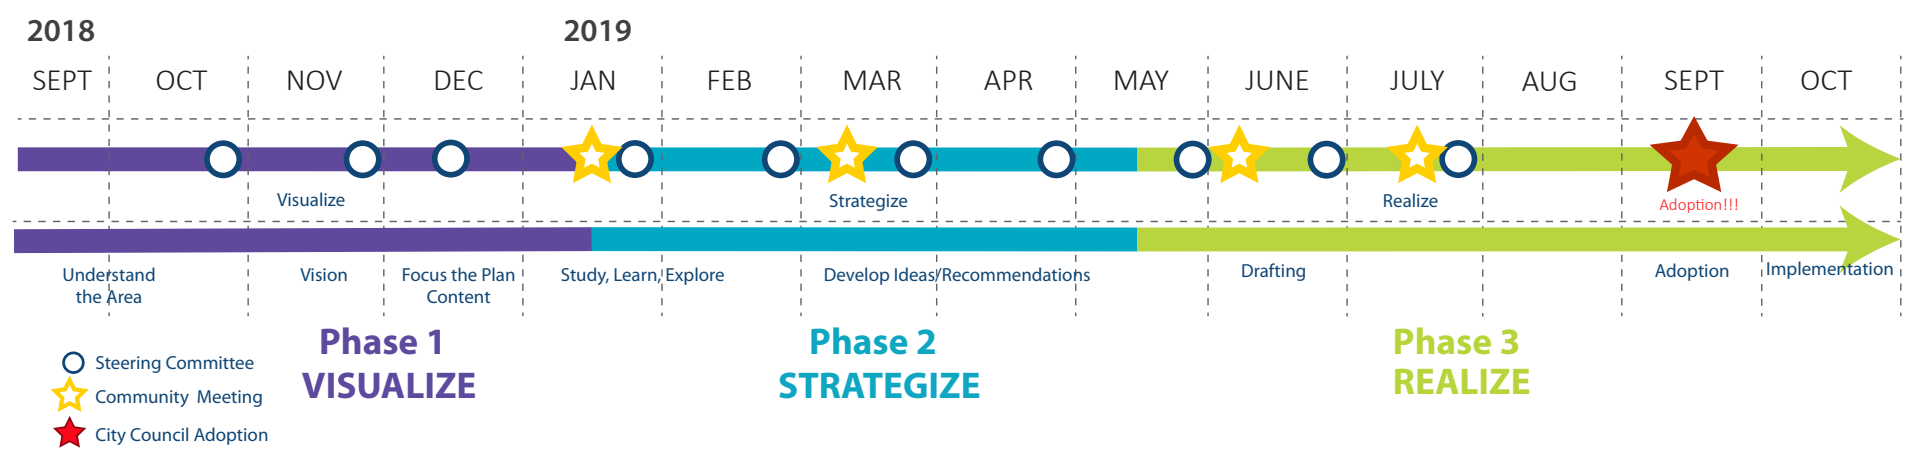 2018 2019
SEPT OCT NOV DEC JAN FEB MAR APR MAY JUNE JULY AUG SEPT OCT
Visualize Strategize Realize Adoption!!!
Understand
the Area
Vision
Focus the Plan
Content
Study, Learn, Explore
Develop Ideas/Recommendations
Drafting
Adoption
Implementation
Phase 1
VISUALIZE
Phase 2
STRATEGIZE
Phase 3
REALIZE
Steering Committee
Community Meeting
City Council Adoption